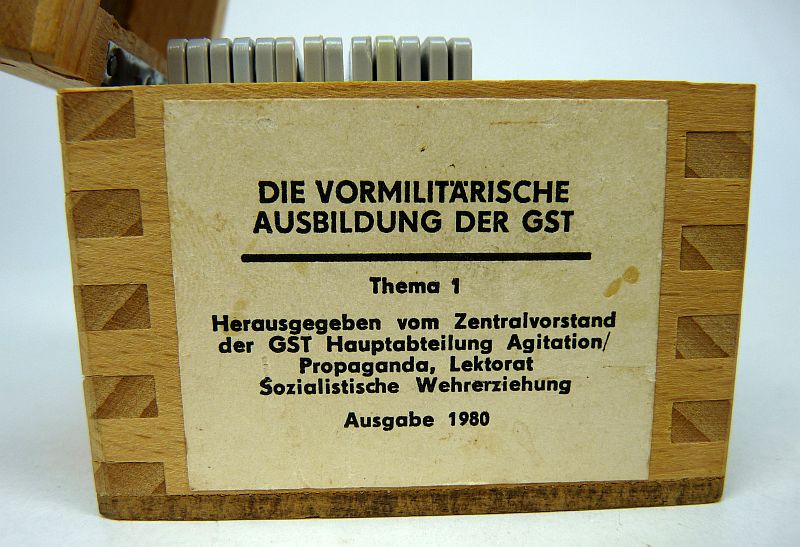 DIE VORMILITÄRISCHE
AUSBILDUNG DER GST
Thema 1
Herausgegeben vom Zentralvorstand
der GST Hauptabteilung Agitation/
Propaganda, Lektorat
Sozialistische Wehrerziehung
Ausgabe 1980